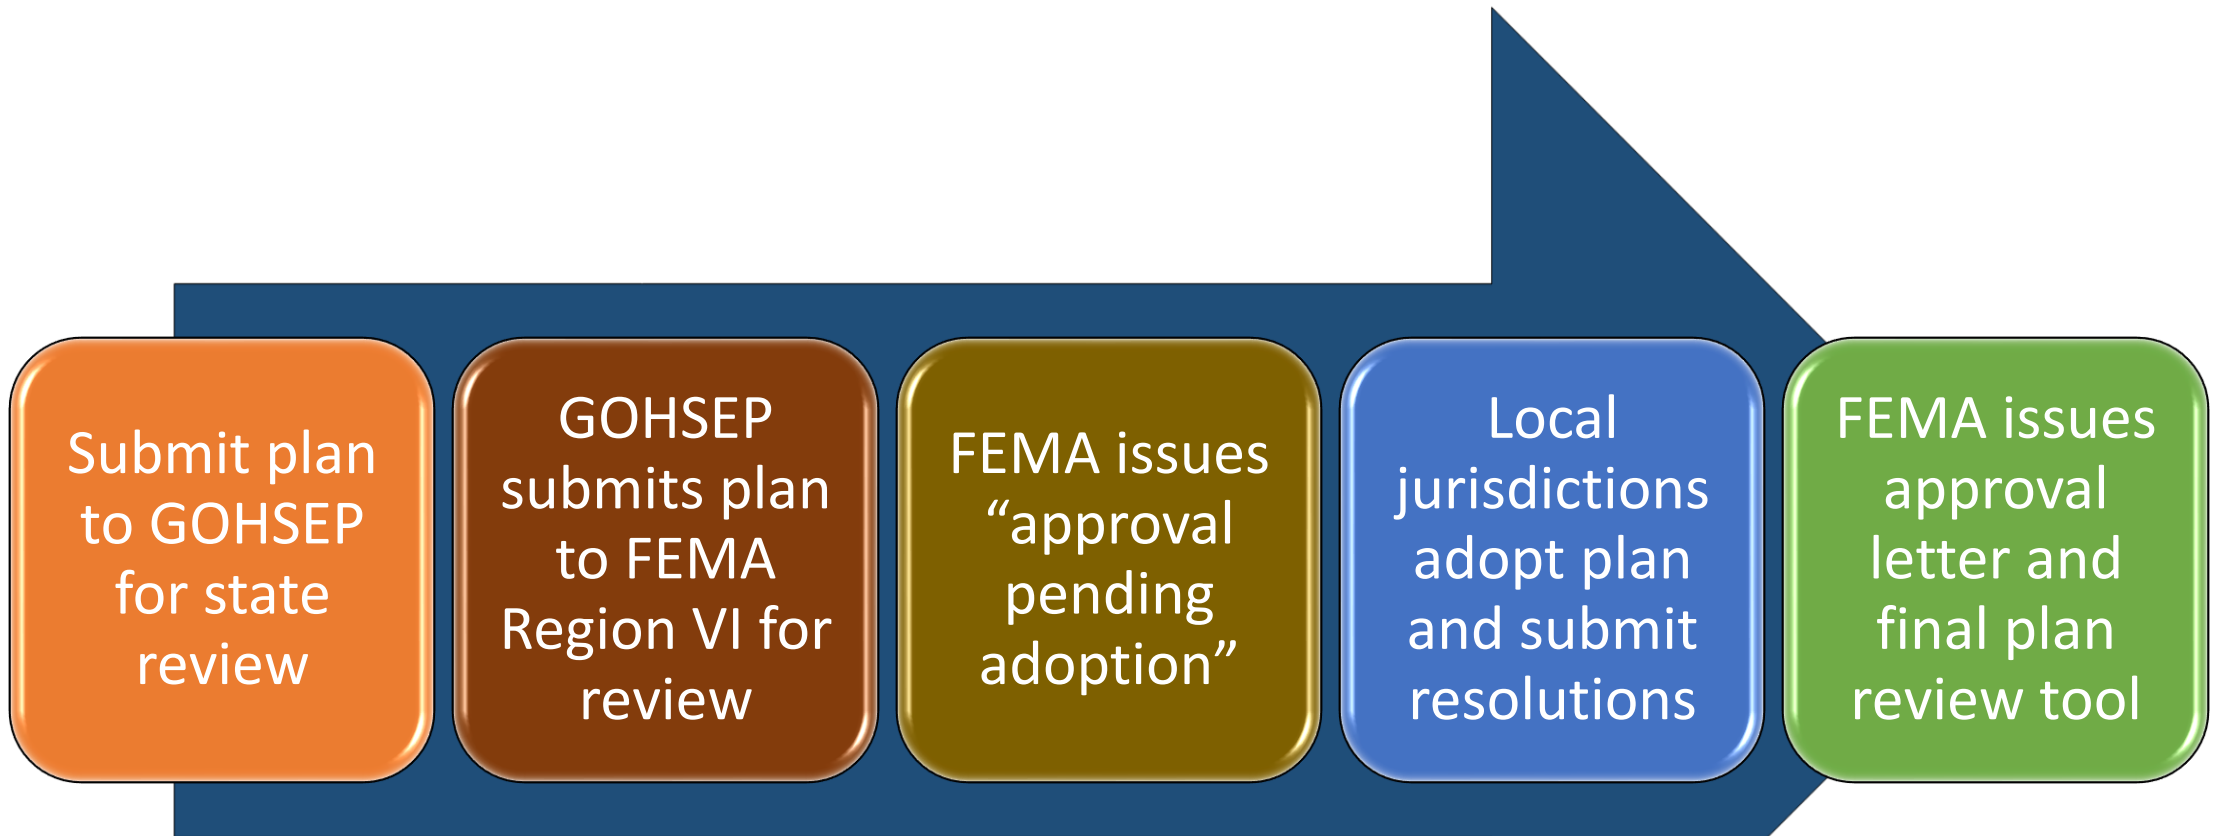 Submit plan
to GOHSEP
for state
review
GOHSEP
submits plan
to FEMA
Region VI for
review
FEMA issues
“approval
pending
adoption”
Local
jurisdictions
adopt plan
and submit
resolutions
FEMA issues
approval
letter and
final plan
review tool